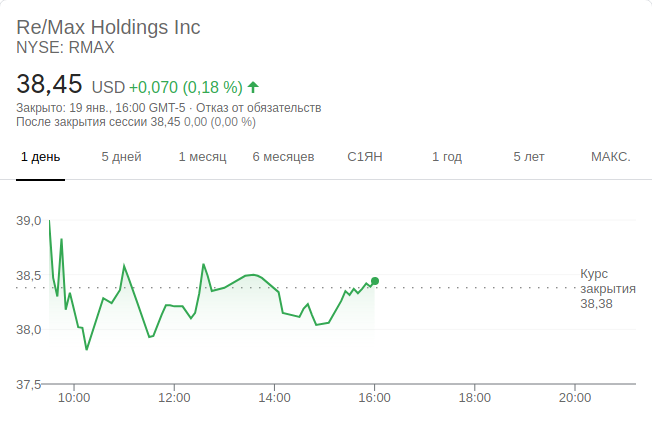 Re/Max Holdings Inc
NYSE: RMAX
38,45 USD +0,070 (0,18 %)
Закрыто: 19 янв., 16:00 GMT-5 · Отказ от обязательств
После закрытия сессии 38,45 0,00 (0,00 %)
1 день 5 дней 1 месяц 6 месяцев С1ЯН 1 год 5 лет МАКС.
39,0
38,5
38,0
37,5
Курс
закрытия
38,38
10:00 12:00 14:00 16:00 18:00 20:00